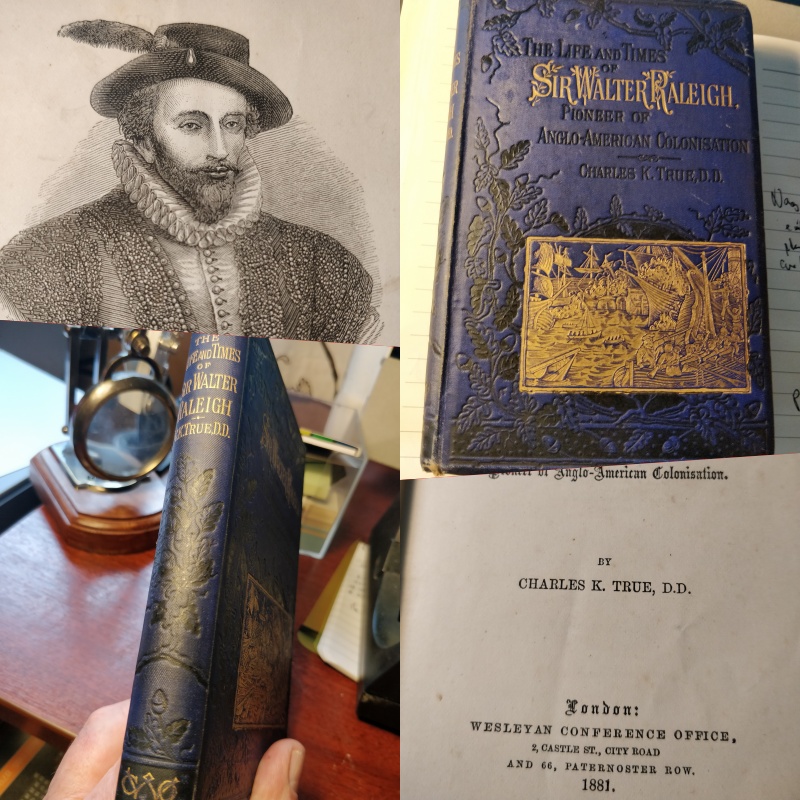 THE LIFE AND TIMES
OF
SIR WALTER RALEIGH,
PIONEER OF
ANGLO-AMERICAN COLONISATION
CHARLES K. TRUE, D.D.
THE
LIFE AND TIMES
OF
SIR WALTER
RALEIGH
K. TRUE, D.D.
Pioneer of Anglo-American Colonisation.
BY
CHARLES K. TRUE, D.D.
London:
WESLEYAN CONFERENCE OFFICE,
2, CASTLE ST., CITY ROAD
AND 66, PATERNOSTER ROW.
1881.